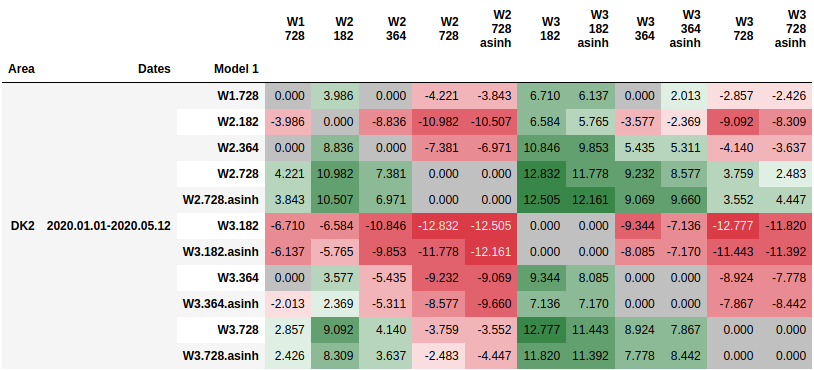 W1 W2 W2 W2 W2 W3 W3 W3 W3 W3 W3
728 182 364 728 728 182 182 364 364 728 728
asinh asinh asinh asinh
Area Dates Model 1
W1.728 0.000 3.986 0.000 -4.221 -3.843 6.710 6.137 0.000 2.013 -2.857 -2.426
W2.182 -3.986 0.000 -8.836 -10.982 -10.507 6.584 5.765 -3.577 -2.369 -9.092 -8.309
W2.364 0.000 8.836 0.000 -7.381 -6.971 10.846 9.853 5.435 5.311 -4.140 -3.637
W2.728 4.221 10.982 7.381 0.000 0.000 12.832 11.778 9.232 8.577 3.759 2.483
W2.728.asinh 3.843 10.507 6.971 0.000 0.000 12.505 12.161 9.069 9.660 3.552 4.447
DK2 2020.01.01-2020.05.12 W3.182 -6.710 -6.584 -10.846 -12.832 -12.505 0.000 0.000 -9.344 -7.136 -12.777 -11.820
W3.182.asinh -6.137 -5.765 -9.853 -11.778 -12.161 0.000 0.000 -8.085 -7.170 -11.443 -11.392
W3.364 0.000 3.577 -5.435 -9.232 -9.069 9.344 8.085 0.000 0.000 -8.924 -7.778
W3.364.asinh -2.013 2.369 -5.311 -8.577 -9.660 7.136 7.170 0.000 0.000 -7.867 -8.442
W3.728 2.857 9.092 4.140 -3.759 -3.552 12.777 11.443 8.924 7.867 0.000 0.000
W3.728.asinh 2.426 8.309 3.637 -2.483 -4.447 11.820 11.392 7.778 8.442 0.000 0.000